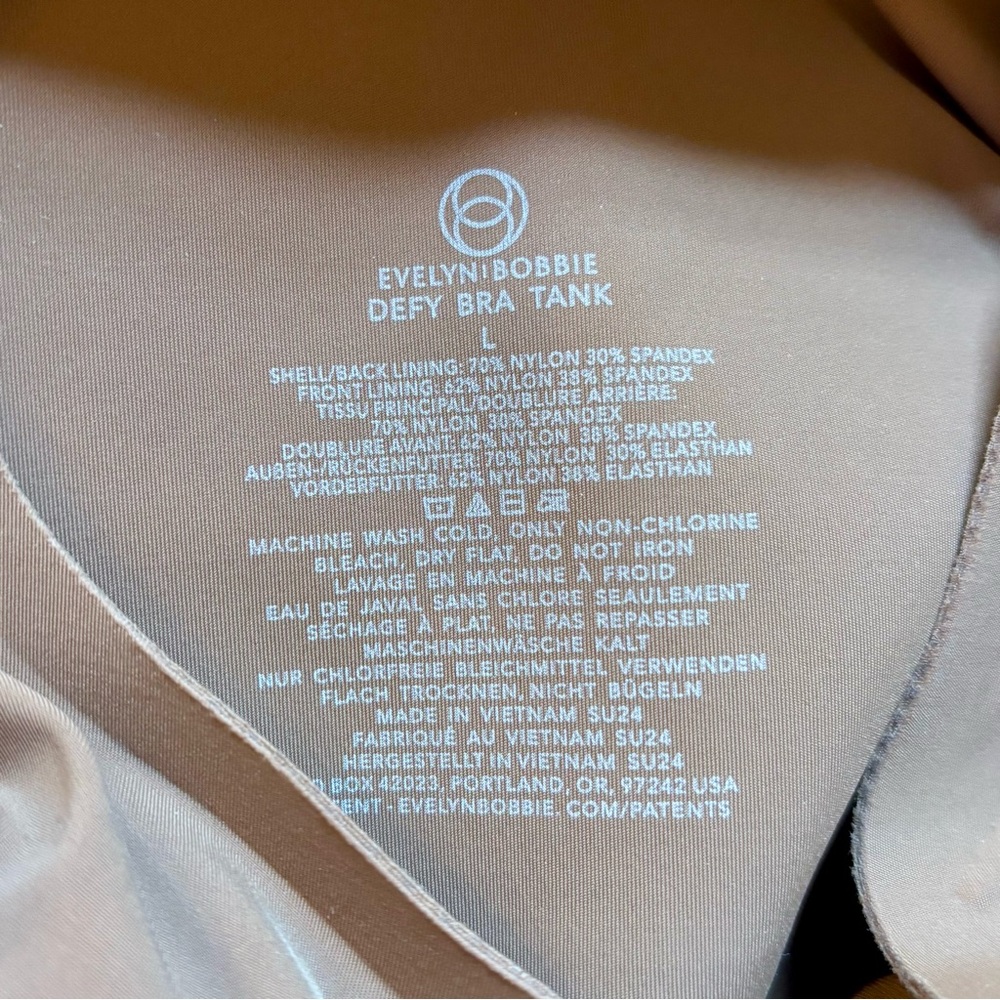 EVELYN BOBBIE
DEFY BRA TANK
L
SHELL/BACK LINING: 70% NYLON 30% SPANDEX
FRONT LINING: 62% NYLON 38% SPANDEX
TISSU PRINCIPAL/DOUBLURE ARRIÈRE:
70% NYLON 30% SPANDEX
DOUBLURE AVANT: 62% NYLON 38% SPANDEX
AUßEN-/RÜCKENFUTTER: 70% NYLON 30% ELASTHAN
VORDERFUTTER: 62% NYLON 38% ELASTHAN
MACHINE WASH COLD, ONLY NON-CHLORINE
BLEACH, DRY FLAT, DO NOT IRON
LAVAGE EN MACHINE À FROID
EAU DE JAVAL SANS CHLORE SEAULEMENT
SÉCHAGE À PLAT, NE PAS REPASSER
MASCHINENWÄSCHE KALT
NUR CHLORFREIE BLEICHMITTEL VERWENDEN
FLACH TROCKNEN, NICHT BÜGELN
MADE IN VIETNAM SU24
FABRIQUÉ AU VIETNAM SU24
HERGESTELLT IN VIETNAM SU24
BOX 42023, PORTLAND, OR, 97242 USA
EVELYNBOBBIE.COM/PATENTS